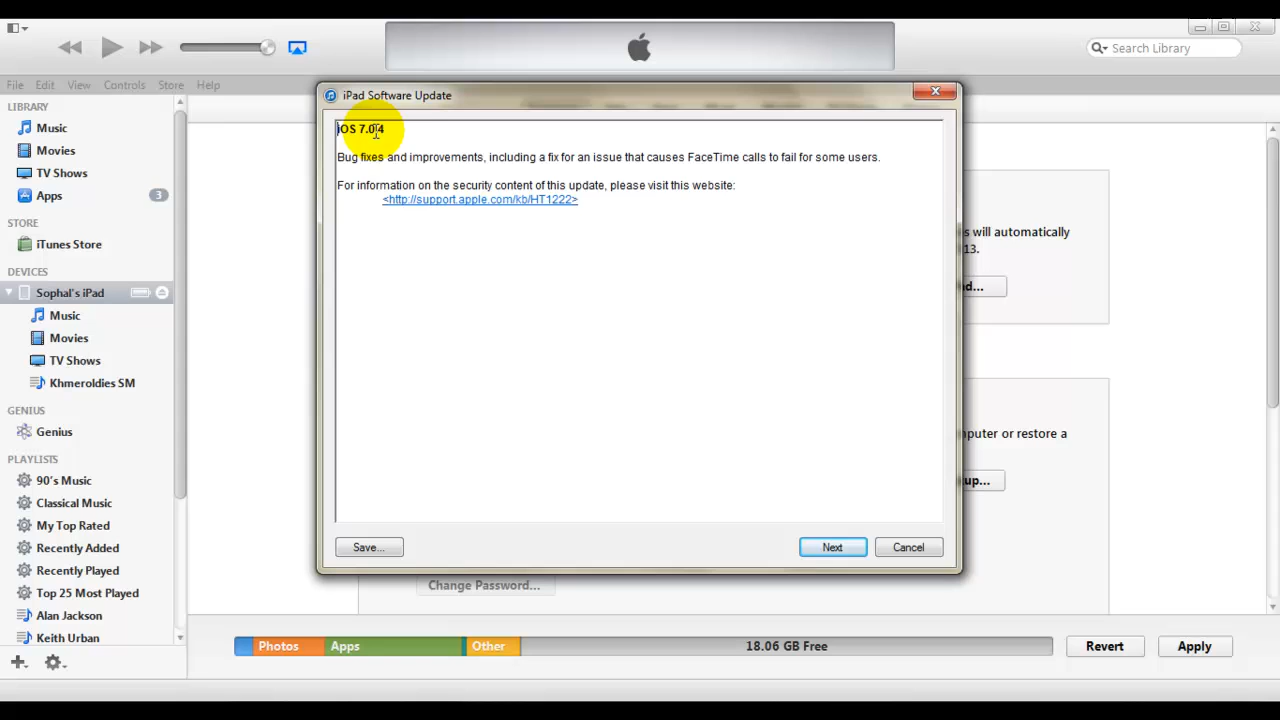 Search Library
File Edit View Controls Store Help
LIBRARY
Music
Movies
TV Shows
Apps 3
STORE
iTunes Store
DEVICES
Sophal's iPad
Music
Movies
TV Shows
Khmeroldies SM
GENIUS
Genius
PLAYLISTS
90's Music
Classical Music
My Top Rated
Recently Added
Recently Played
Top 25 Most Played
Alan Jackson
Keith Urban
iPad Software Update
iOS 7.0.4
Bug fixes and improvements, including a fix for an issue that causes FaceTime calls to fail for some users.
For information on the security content of this update, please visit this website:
<http://support.apple.com/kb/HT1222>
Save...
Next
Cancel
s will automatically
13.
d...
nputer or restore a
up...
Change Password...
Photos Apps Other 18.06 GB Free
Revert
Apply